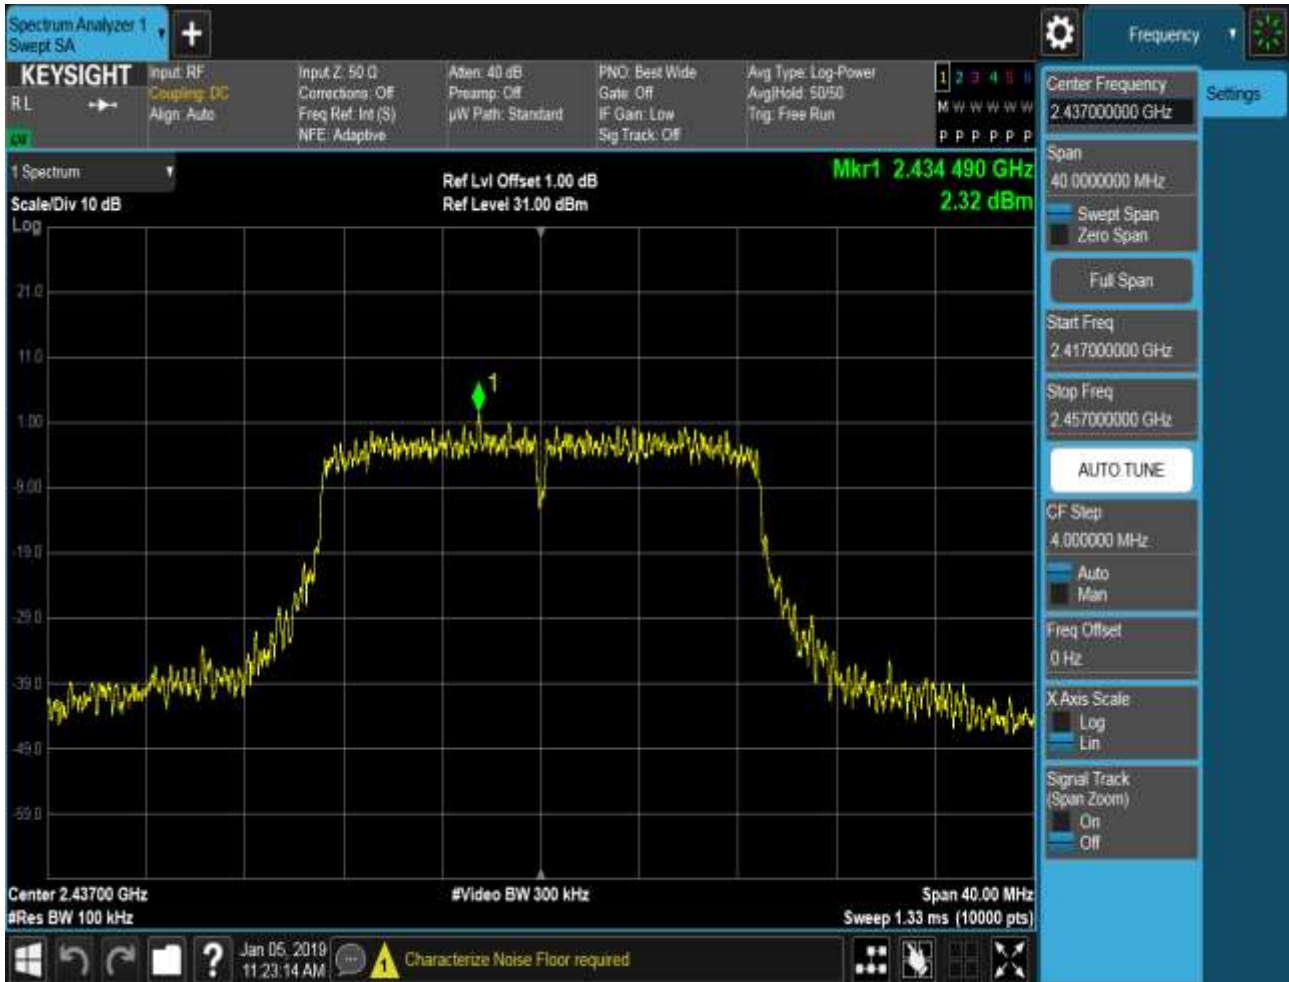 Spectrum Analyzer 1
Swept SA
Frequency
KEYSIGHT
RL
Input: RF
Coupling: DC
Align: Auto
Input Z: 50 Ω
Corrections: Off
Freq Ref: Int (S)
NFE: Adaptive
Atten: 40 dB
Preamp: Off
µW Path: Standard
PNO: Best Wide
Gate: Off
IF Gain: Low
Sig Track: Off
Avg Type: Log-Power
Avg|Hold: 50/50
Trig: Free Run
1 2 3 4 5 6
M W W W W W
P P P P P P
1 Spectrum
Scale/Div 10 dB
Log
Ref Lvl Offset 1.00 dB
Ref Level 31.00 dBm
Mkr1 2.434 490 GHz
2.32 dBm
21.0
11.0
1.00
-9.00
-19.0
-29.0
-39.0
-49.0
-59.0
1
Center 2.43700 GHz
#Res BW 100 kHz
#Video BW 300 kHz
Span 40.00 MHz
Sweep 1.33 ms (10000 pts)
Center Frequency
2.437000000 GHz
Settings
Span
40.0000000 MHz
Swept Span
Zero Span
Full Span
Start Freq
2.417000000 GHz
Stop Freq
2.457000000 GHz
AUTO TUNE
CF Step
4.000000 MHz
Auto
Man
Freq Offset
0 Hz
X Axis Scale
Log
Lin
Signal Track
(Span Zoom)
On
Off
?
Jan 05, 2019
11:23:14 AM
1
Characterize Noise Floor required